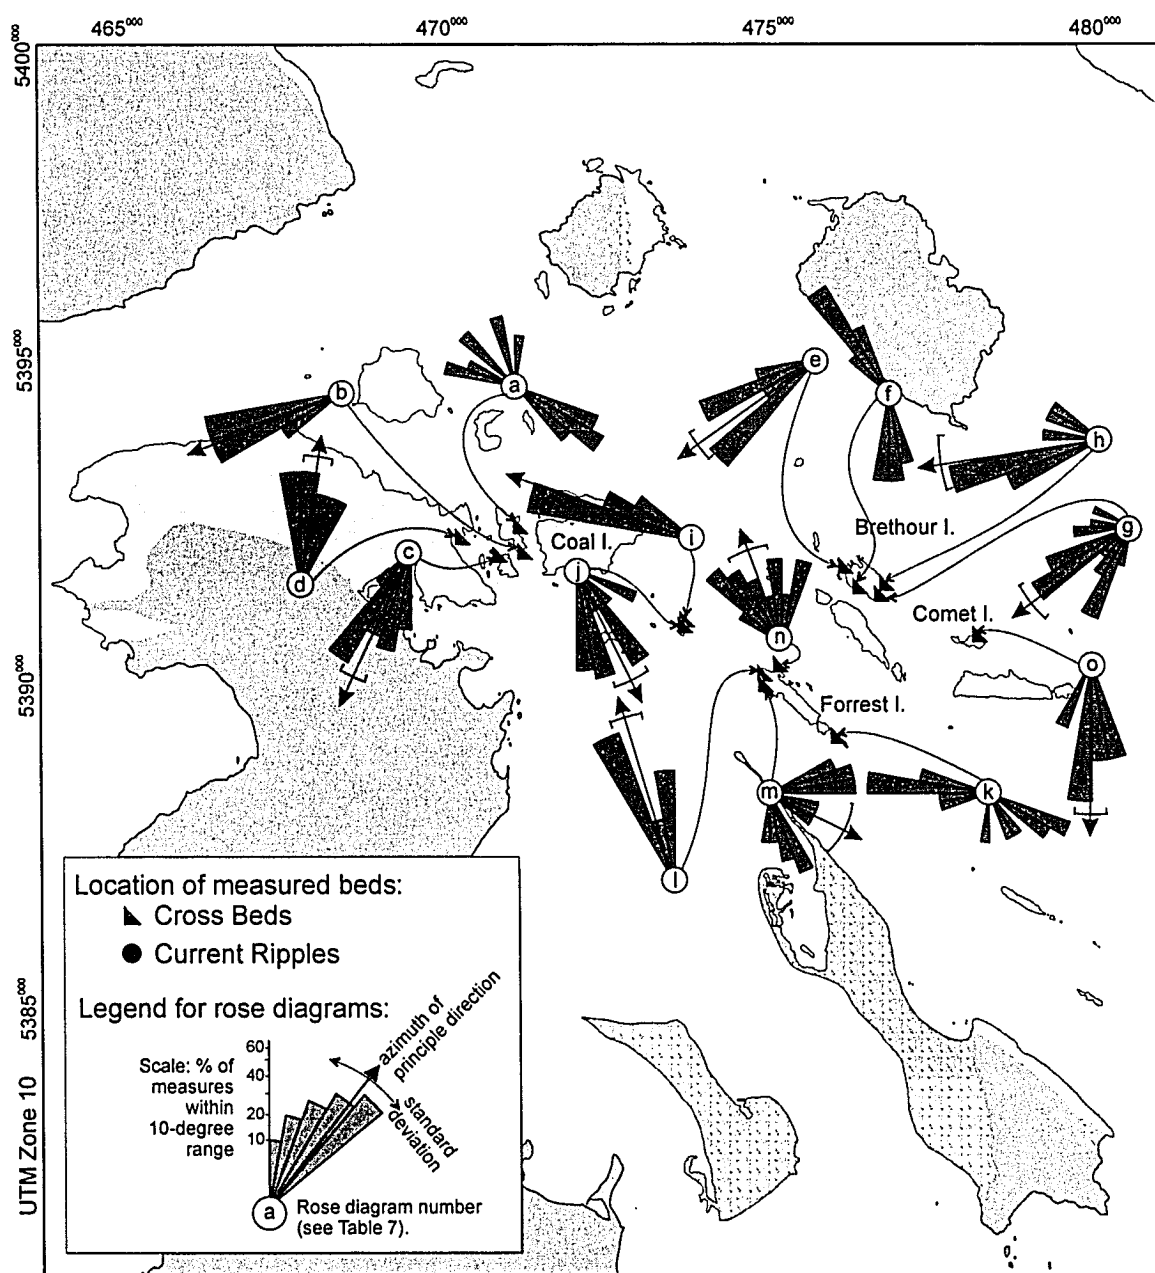 465000 470000 475000 480000
5400000
5395000
5390000
5385000
UTM Zone 10
a
b
c
d
e
f
g
h
i
j
k
l
m
n
o
Coal I.
Brethour I.
Comet I.
Forrest I.
Location of measured beds:
Cross Beds
Current Ripples
Legend for rose diagrams:
Scale: % of
measures
within
10-degree
range
60
40
20
10
azimuth of
principle direction
standard
deviation
a
Rose diagram number
(see Table 7).